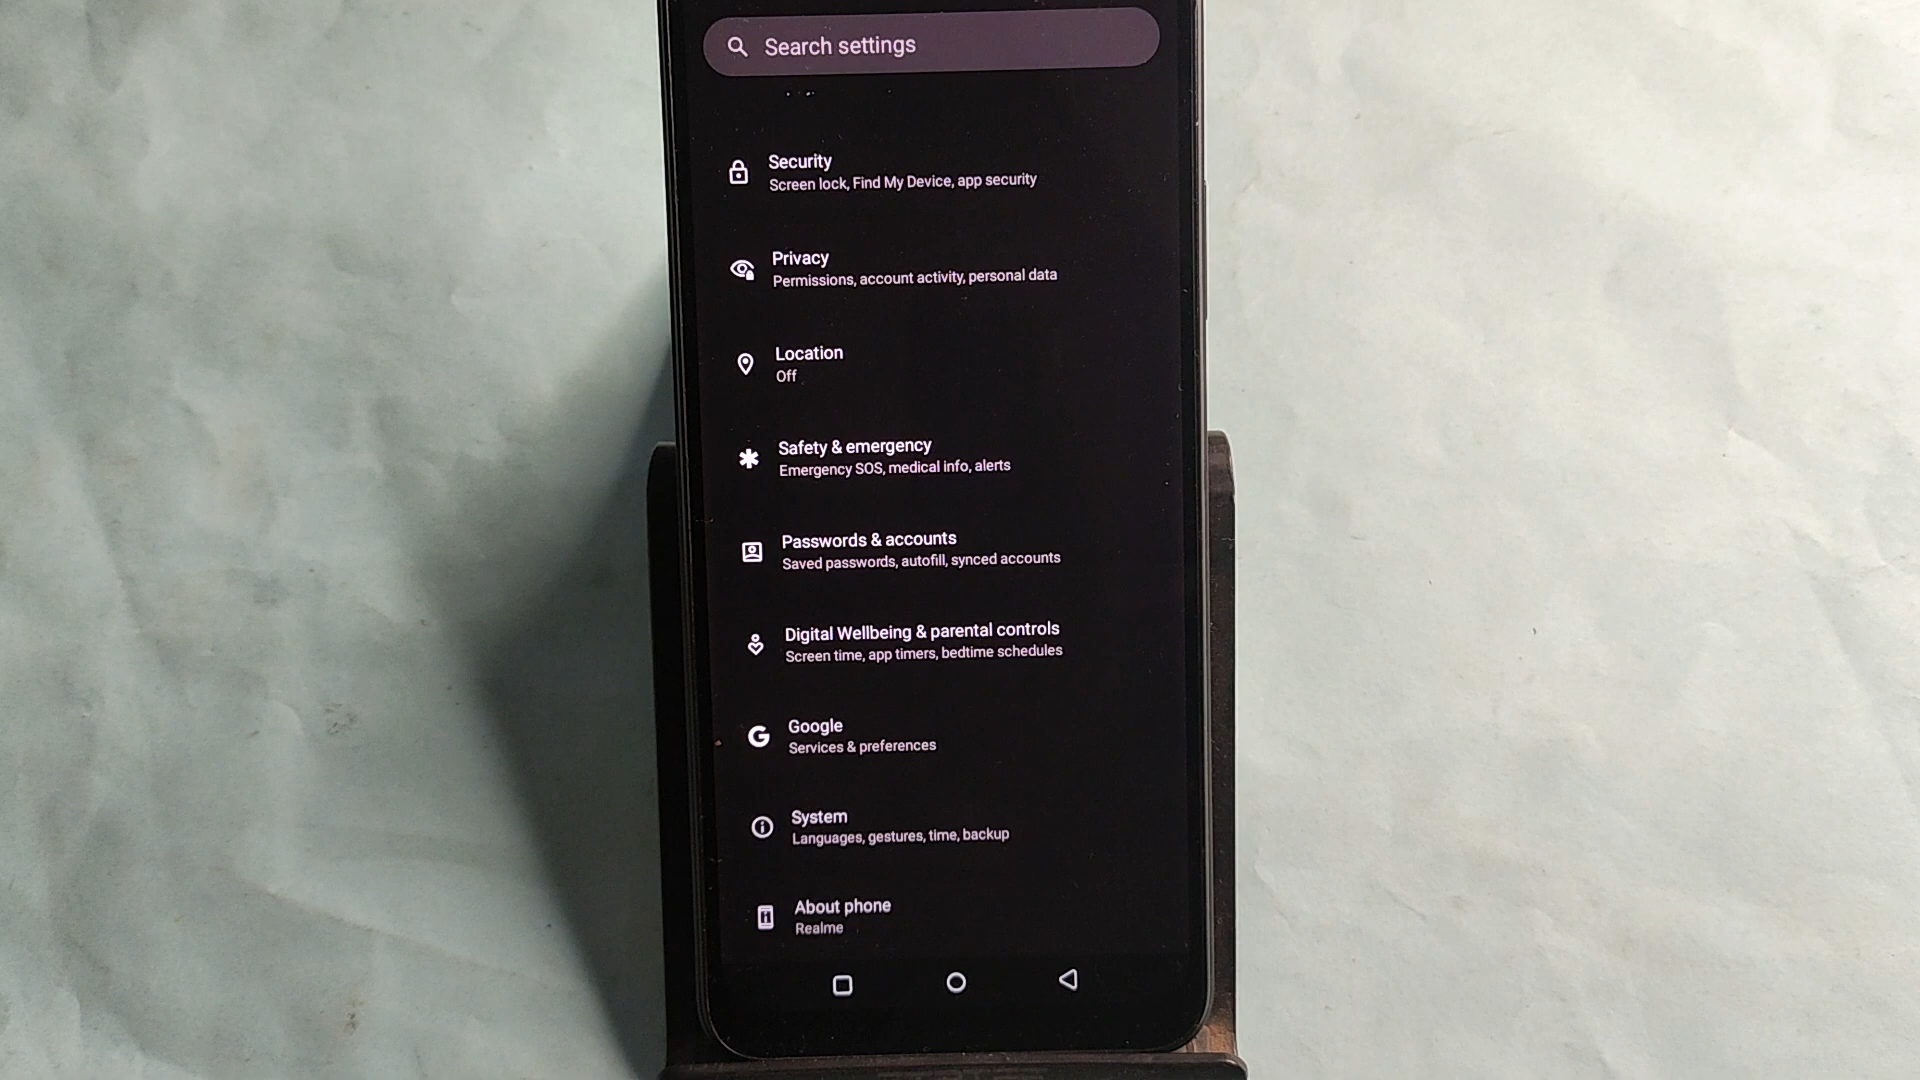 Search settings
Security
Screen lock, Find My Device, app security
Privacy
Permissions, account activity, personal data
Location
Off
Safety & emergency
Emergency SOS, medical info, alerts
Passwords & accounts
Saved passwords, autofill, synced accounts
Digital Wellbeing & parental controls
Screen time, app timers, bedtime schedules
Google
Services & preferences
System
Languages, gestures, time, backup
About phone
Realme